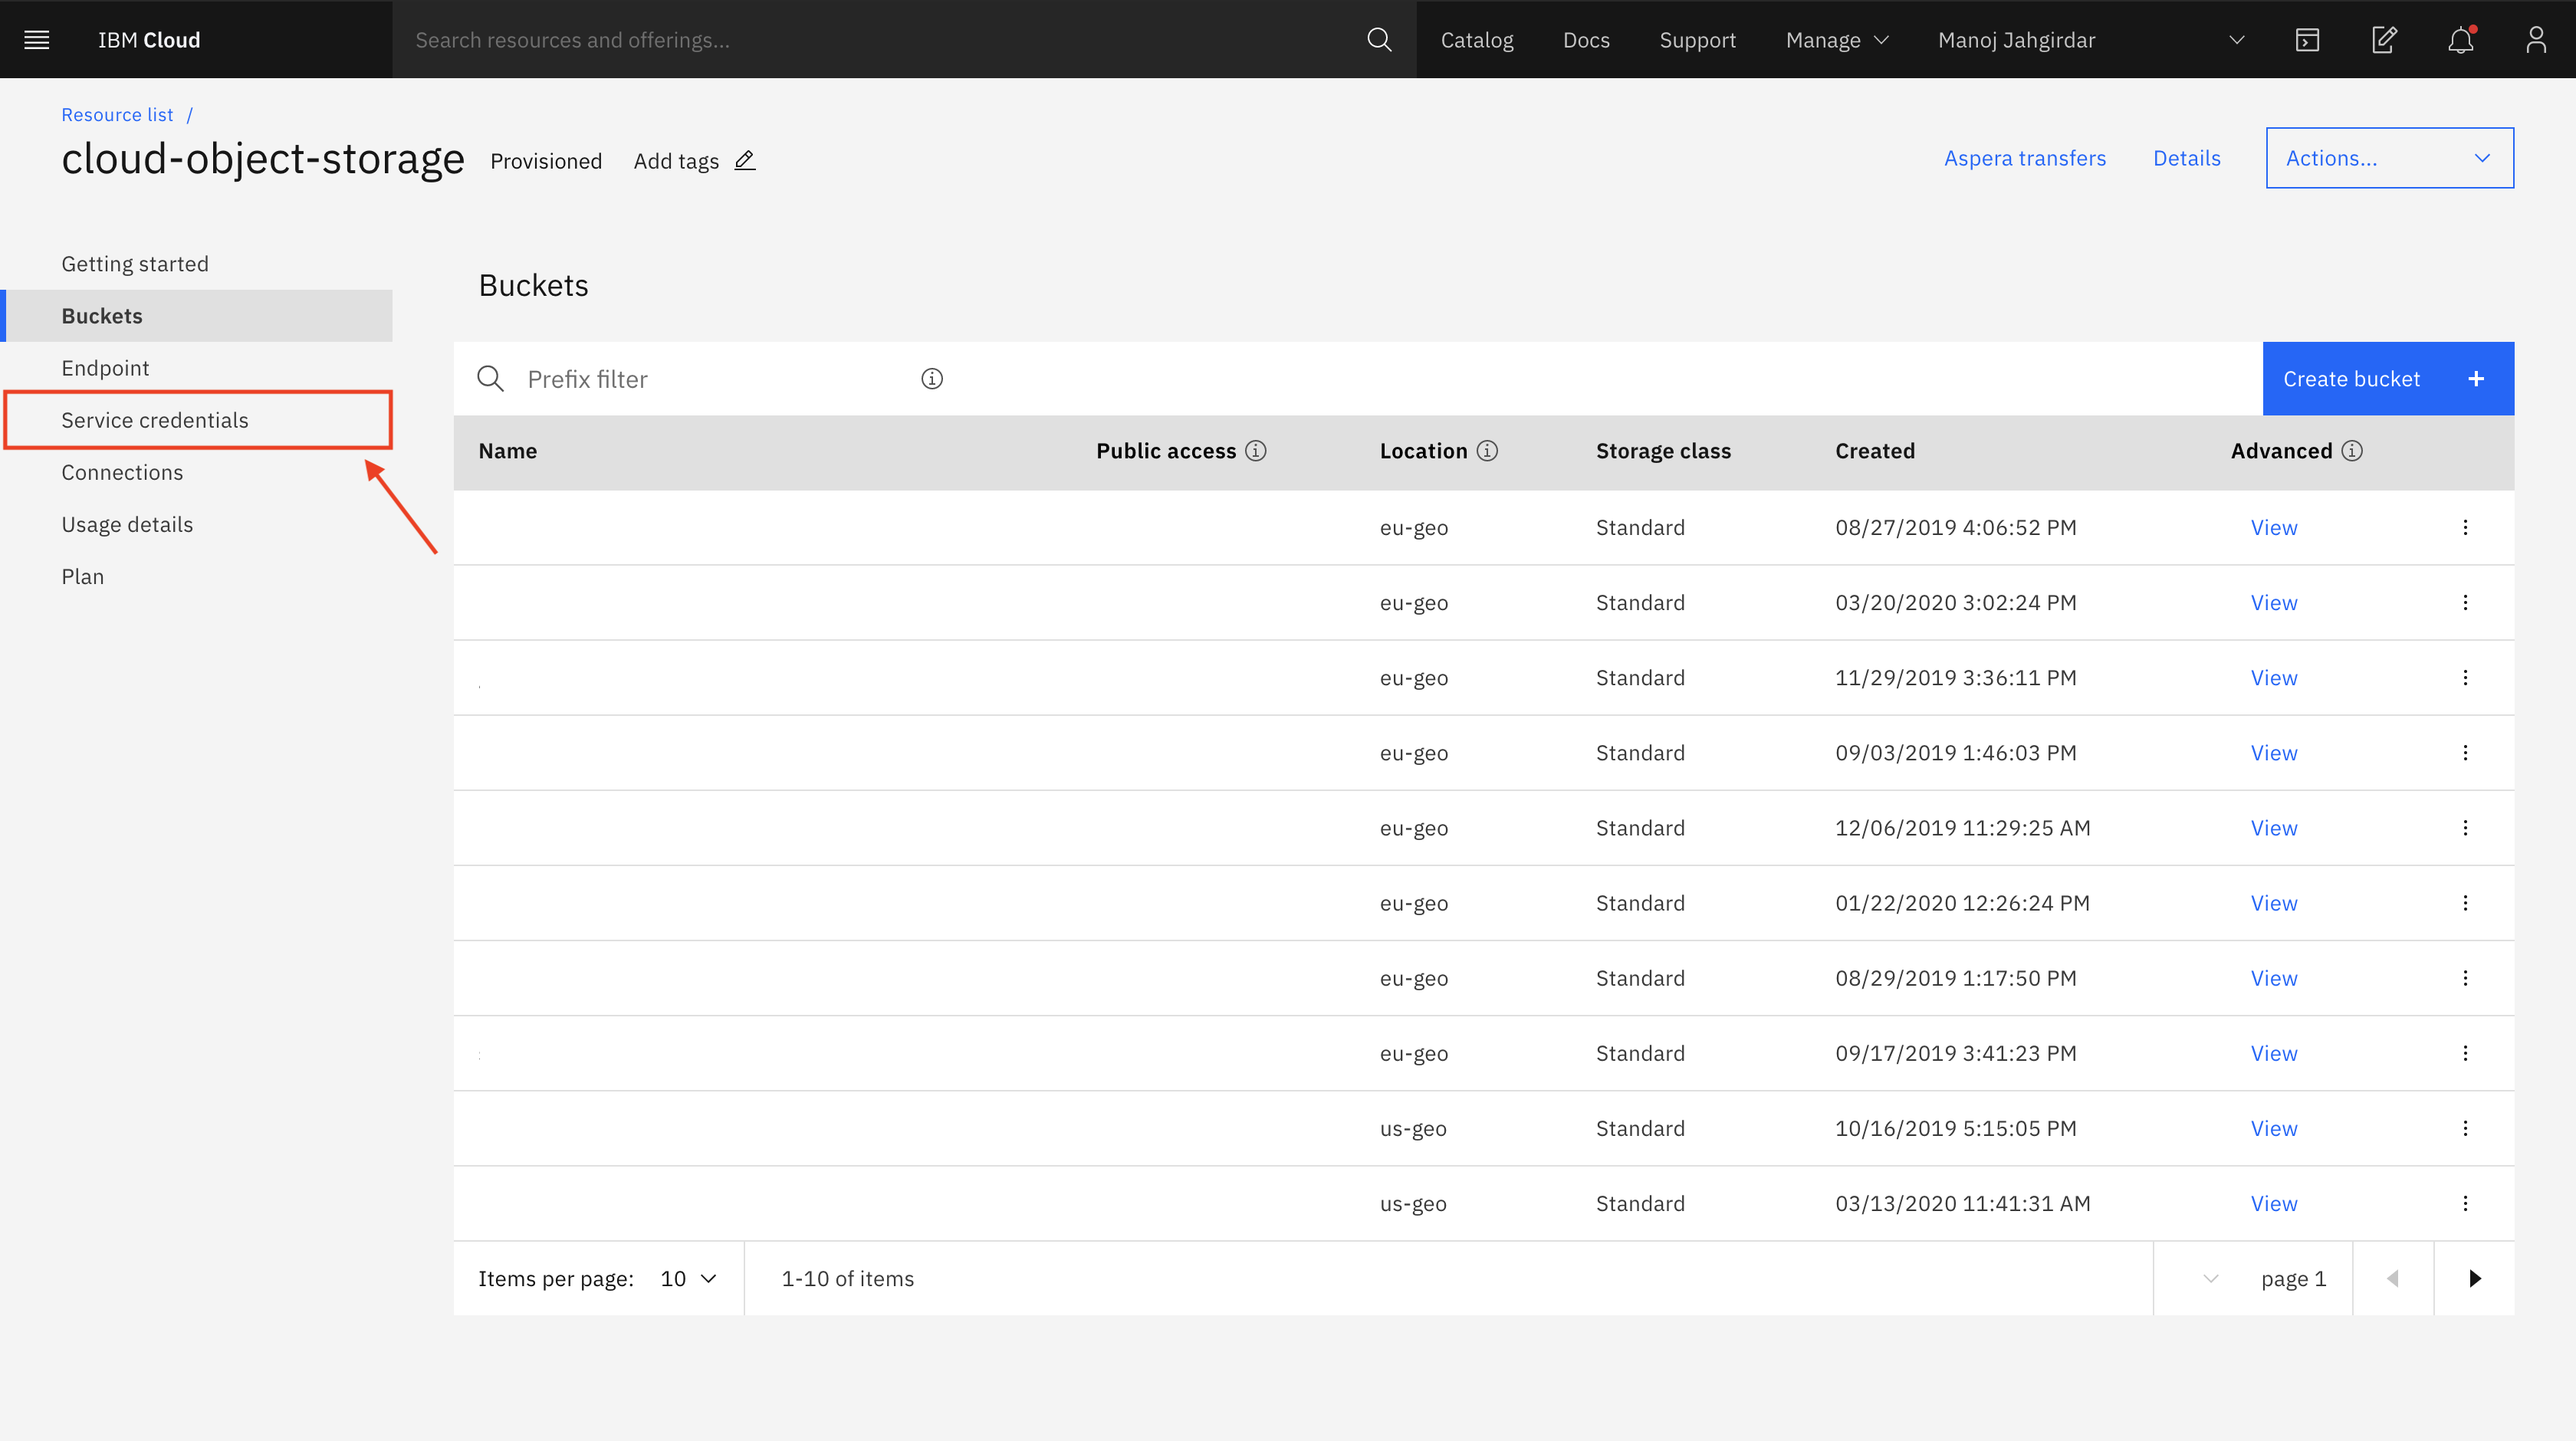 IBM Cloud Search resources and offerings... Catalog Docs Support Manage Manoj Jahgirdar
Resource list /
cloud-object-storage Provisioned Add tags Aspera transfers Details Actions...
Getting started
Buckets
Endpoint
Service credentials
Connections
Usage details
Plan
Buckets
Prefix filter Create bucket +
Name Public access Location Storage class Created Advanced
eu-geo Standard 08/27/2019 4:06:52 PM View
eu-geo Standard 03/20/2020 3:02:24 PM View
eu-geo Standard 11/29/2019 3:36:11 PM View
eu-geo Standard 09/03/2019 1:46:03 PM View
eu-geo Standard 12/06/2019 11:29:25 AM View
eu-geo Standard 01/22/2020 12:26:24 PM View
eu-geo Standard 08/29/2019 1:17:50 PM View
eu-geo Standard 09/17/2019 3:41:23 PM View
us-geo Standard 10/16/2019 5:15:05 PM View
us-geo Standard 03/13/2020 11:41:31 AM View
Items per page: 10 1-10 of items page 1